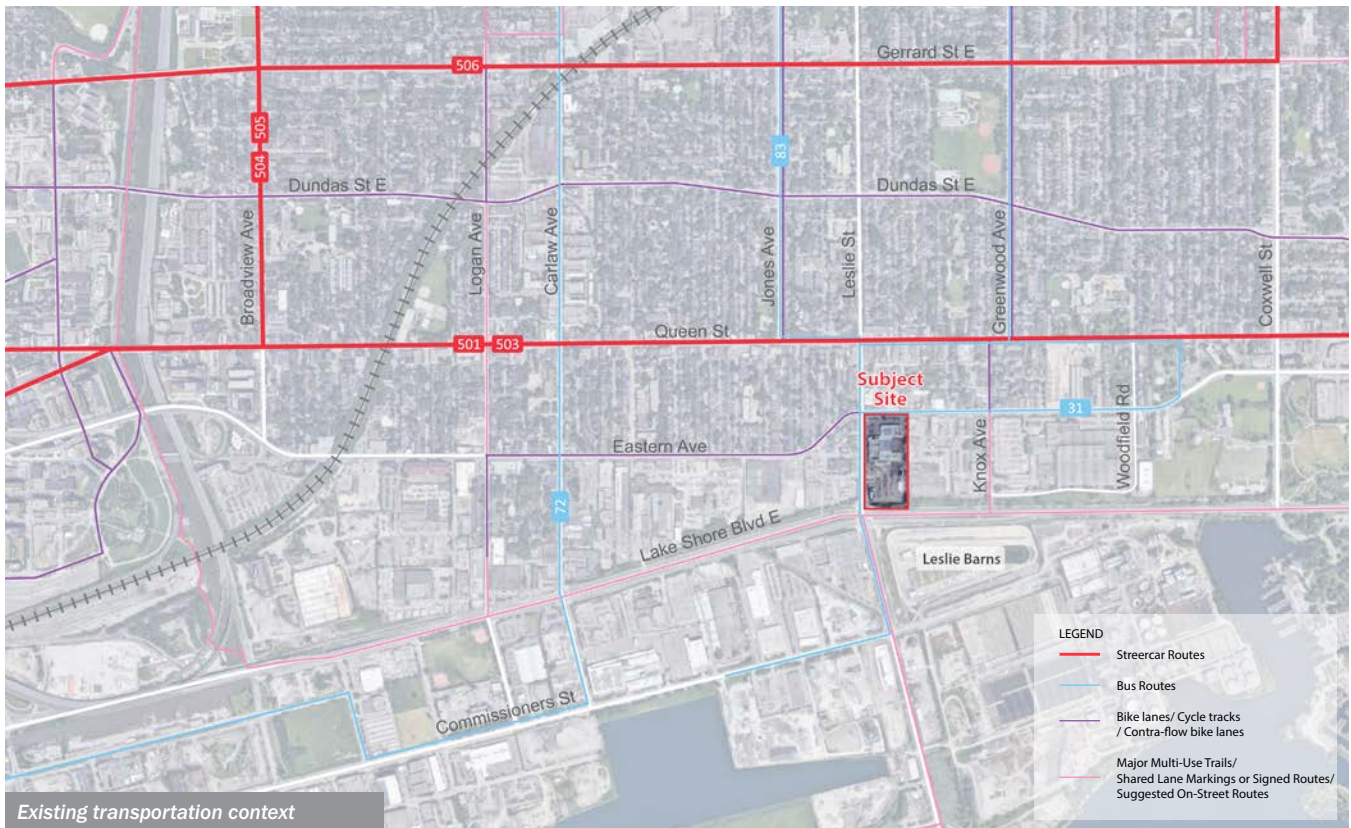 506
Gerrard St E
505
504
83
Dundas St E
Dundas St E
Broadview Ave
Logan Ave
Carlaw Ave
Jones Ave
Leslie St
Greenwood Ave
Coxwell St
Queen St
501
503
Subject
Site
31
Eastern Ave
Knox Ave
Woodfield Rd
72
Lake Shore Blvd E
Leslie Barns
Commissioners St
LEGEND
Streetcar Routes
Bus Routes
Bike lanes/ Cycle tracks
/ Contra-flow bike lanes
Major Multi-Use Trails/
Shared Lane Markings or Signed Routes/
Suggested On-Street Routes
Existing transportation context